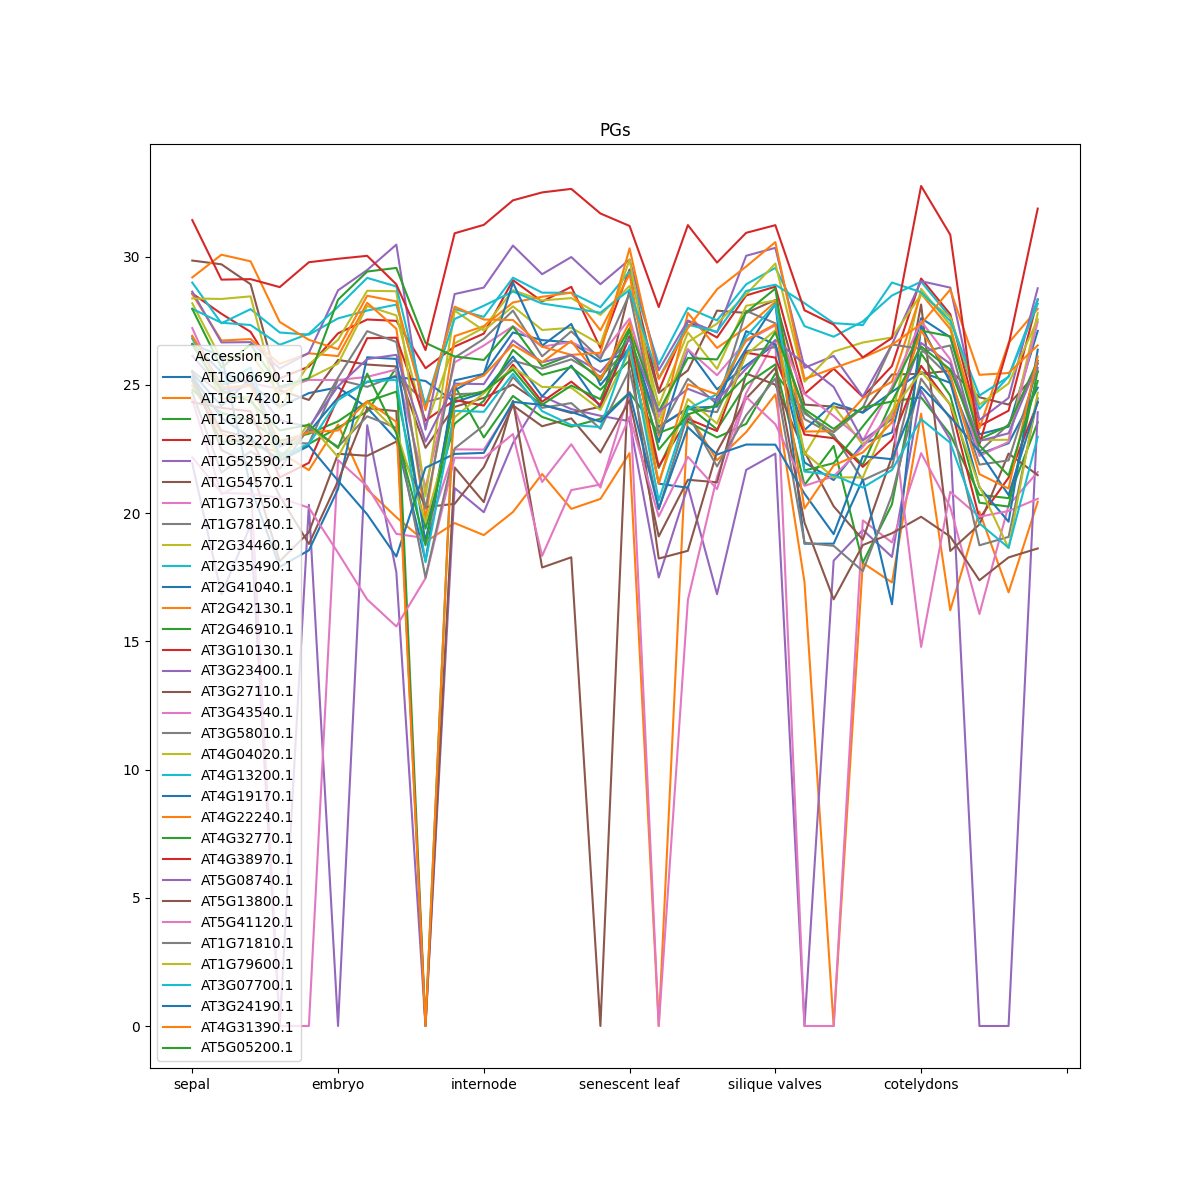 PGs
30
25
20
15
10
5
0
Accession
AT1G06690.1
AT1G17420.1
AT1G28150.1
AT1G32220.1
AT1G52590.1
AT1G54570.1
AT1G73750.1
AT1G78140.1
AT2G34460.1
AT2G35490.1
AT2G41040.1
AT2G42130.1
AT2G46910.1
AT3G10130.1
AT3G23400.1
AT3G27110.1
AT3G43540.1
AT3G58010.1
AT4G04020.1
AT4G13200.1
AT4G19170.1
AT4G22240.1
AT4G32770.1
AT4G38970.1
AT5G08740.1
AT5G13800.1
AT5G41120.1
AT1G71810.1
AT1G79600.1
AT3G07700.1
AT3G24190.1
AT4G31390.1
AT5G05200.1
sepal embryo internode senescent leaf silique valves cotelydons